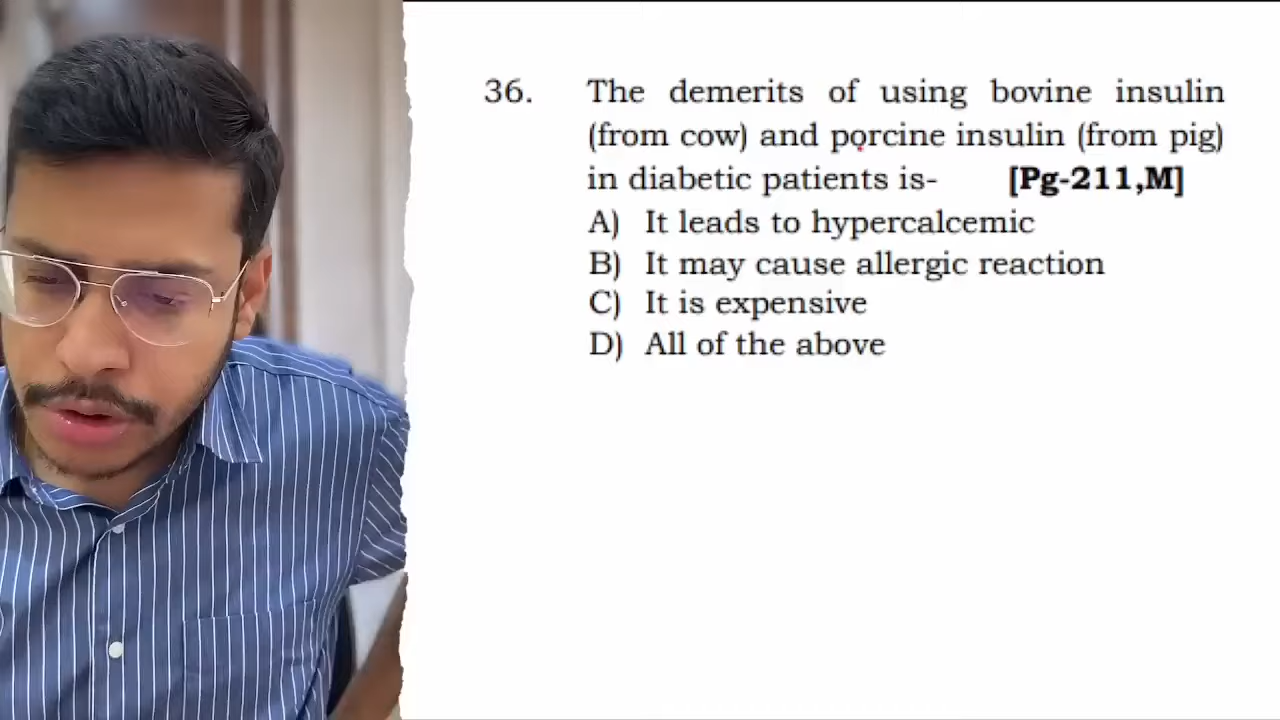 36. The demerits of using bovine insulin
(from cow) and porcine insulin (from pig)
in diabetic patients is- [Pg-211,M]
A) It leads to hypercalcemic
B) It may cause allergic reaction
C) It is expensive
D) All of the above